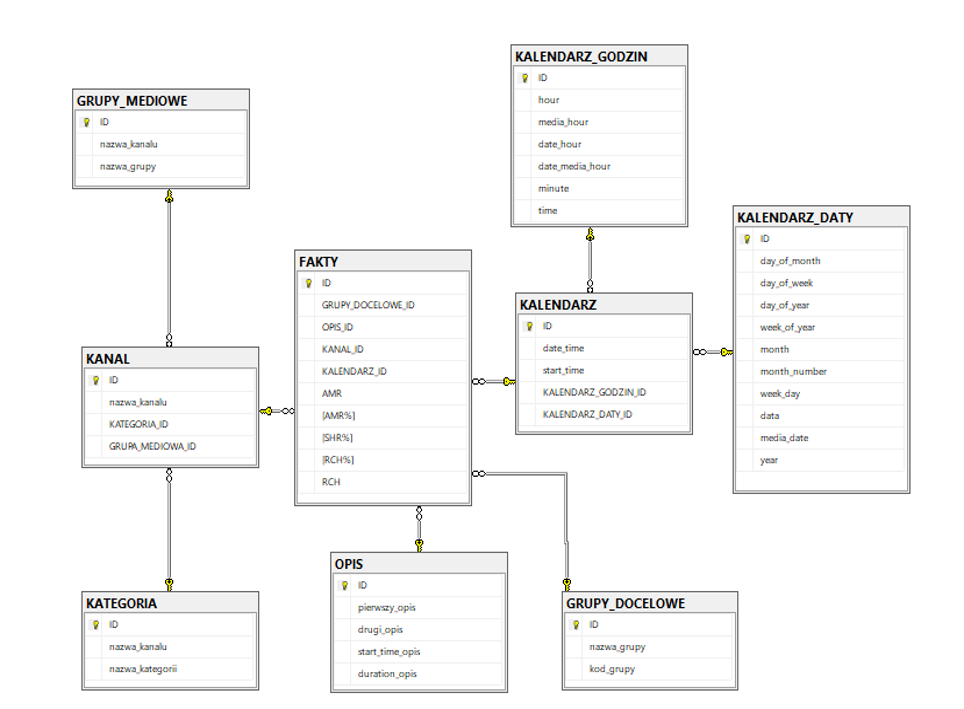 GRUPY_MEDIOWE
ID
nazwa_kanalu
nazwa_grupy
KALENDARZ_GODZIN
ID
hour
media_hour
date_hour
date_media_hour
minute
time
KALENDARZ_DATY
ID
day_of_month
day_of_week
day_of_year
week_of_year
month
month_number
week_day
data
media_date
year
FAKTY
ID
GRUPY_DOCELOWE_ID
OPIS_ID
KANAL_ID
KALENDARZ_ID
AMR
[AMR%]
[SHR%]
[RCH%]
RCH
KALENDARZ
ID
date_time
start_time
KALENDARZ_GODZIN_ID
KALENDARZ_DATY_ID
KANAL
ID
nazwa_kanalu
KATEGORIA_ID
GRUPA_MEDIOWA_ID
KATEGORIA
ID
nazwa_kanalu
nazwa_kategorii
OPIS
ID
pierwszy_opis
drugi_opis
start_time_opis
duration_opis
GRUPY_DOCELOWE
ID
nazwa_grupy
kod_grupy